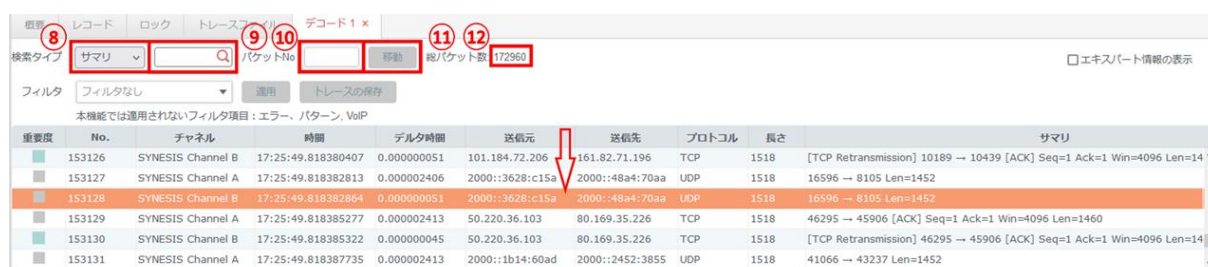 概要 レコード ロック トレースファイル デコード 1 ×
⑧ ⑨ ⑩ ⑪ ⑫
検索タイプ サマリ パケットNo 移動 総パケット数: 172960 エキスパート情報の表示
フィルタ フィルタなし 適用 トレースの保存
本機能では適用されないフィルタ項目：エラー、パターン, VoIP
重要度 No. チャネル 時間 デルタ時間 送信元 送信先 プロトコル 長さ サマリ
153126 SYNESIS Channel B 17:25:49.818380407 0.000000051 101.184.72.206 161.82.71.196 TCP 1518 [TCP Retransmission] 10189 → 10439 [ACK] Seq=1 Ack=1 Win=4096 Len=14
153127 SYNESIS Channel A 17:25:49.818382813 0.000002406 2000::3628:c15a 2000::48a4:70aa UDP 1518 16596 → 8105 Len=1452
153128 SYNESIS Channel B 17:25:49.818382864 0.000000051 2000::3628:c15a 2000::48a4:70aa UDP 1518 16596 → 8105 Len=1452
153129 SYNESIS Channel A 17:25:49.818385277 0.000002413 50.220.36.103 80.169.35.226 TCP 1518 46295 → 45906 [ACK] Seq=1 Ack=1 Win=4096 Len=1460
153130 SYNESIS Channel B 17:25:49.818385322 0.000000045 50.220.36.103 80.169.35.226 TCP 1518 [TCP Retransmission] 46295 → 45906 [ACK] Seq=1 Ack=1 Win=4096 Len=14
153131 SYNESIS Channel A 17:25:49.818387735 0.000002413 2000::1b14:60ad 2000::2452:3855 UDP 1518 41066 → 43237 Len=1452